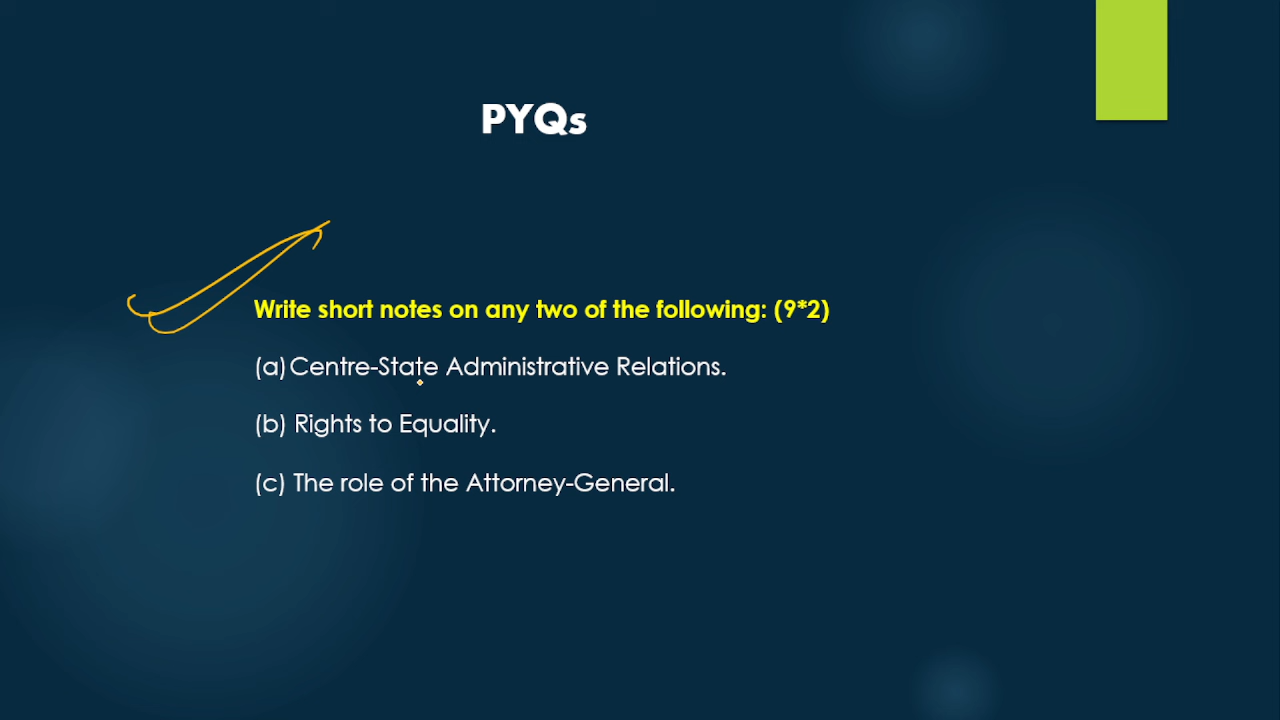 PYQs
Write short notes on any two of the following: (9*2)
(a) Centre-State Administrative Relations.
(b) Rights to Equality.
(c) The role of the Attorney-General.